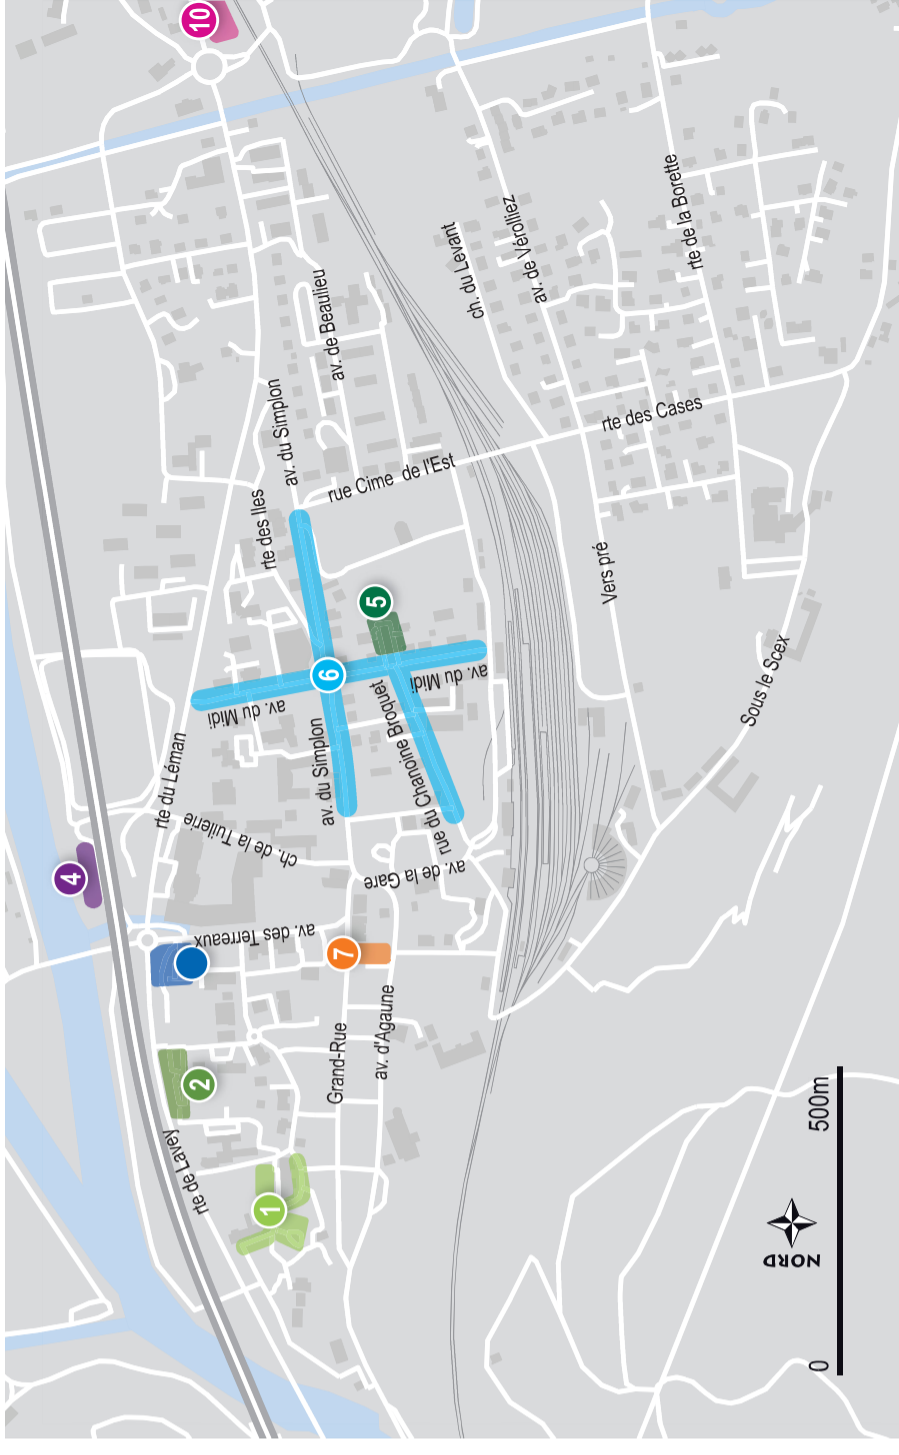 10
rte de la Borette
av. de Vérolliez
ch. du Levant
av. de Beaulieu
av. du Simplon
rte des Cases
rue Cime de l'Est
rte des Iles
Vers pré
5
6
av. du Midi
av. du Midi
Sous le Scex
rte du Léman
av. du Simplon
rue du Chanoine Broquet
ch. de la Tuilerie
4
av. de la Gare
av. des Terreaux
7
Grand-Rue
av. d'Agaune
2
rte de Lavey
1
NORD
0
500m